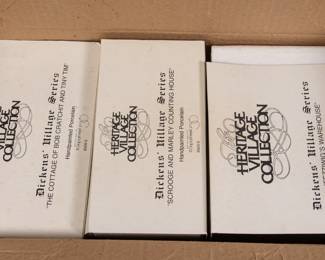 HERITAGE
VILLAGE
COLLECTION
Dickens' Village Series
"THE COTTAGE OF BOB CRATCHIT AND TINY TIM"
Handpainted Porcelain
HERITAGE
VILLAGE
COLLECTION
Dickens' Village Series
"SCROOGE AND MARLEY COUNTING HOUSE"
Handpainted Porcelain
HERITAGE
VILLAGE
COLLECTION
Dickens' Village Series
WAREHOUSE"